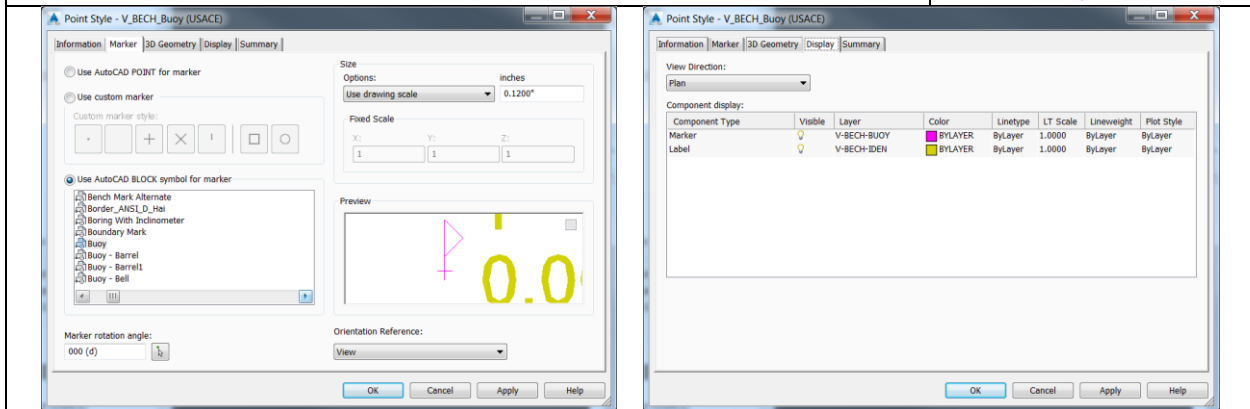 Point Style - V_BECH_Buoy (USACE)
Information Marker 3D Geometry Display Summary
Use AutoCAD POINT for marker
Use custom marker
Custom marker style:
Use AutoCAD BLOCK symbol for marker
Bench Mark Alternate
Border_ANSI_D_Hai
Boring With Inclinometer
Boundary Mark
Buoy
Buoy - Barrel
Buoy - Barrel1
Buoy - Bell
Marker rotation angle:
000 (d)
Size
Options: inches
Use drawing scale 0.1200"
Fixed Scale
X: Y: Z:
1 1 1
Preview
0.0
Orientation Reference:
View
OK Cancel Apply Help
Point Style - V_BECH_Buoy (USACE)
Information Marker 3D Geometry Display Summary
View Direction:
Plan
Component display:
Component Type Visible Layer Color Linetype LT Scale Lineweight Plot Style
Marker V-BECH-BUOY BYLAYER ByLayer 1.0000 ByLayer ByLayer
Label V-BECH-IDEN BYLAYER ByLayer 1.0000 ByLayer ByLayer
OK Cancel Apply Help